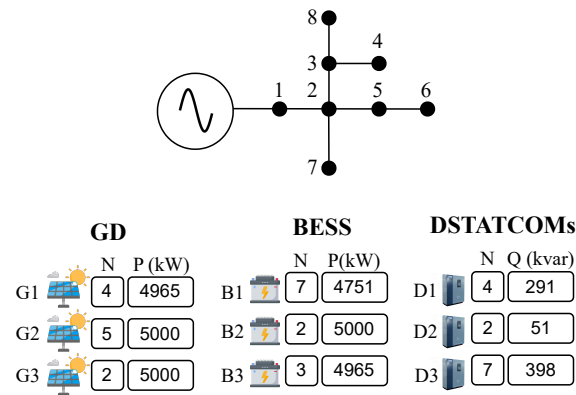 8
4
3
1 2 5 6
7
GD BESS DSTATCOMs
N P (kW) N P(kW) N Q (kvar)
G1 4 4965 B1 7 4751 D1 4 291
G2 5 5000 B2 2 5000 D2 2 51
G3 2 5000 B3 3 4965 D3 7 398